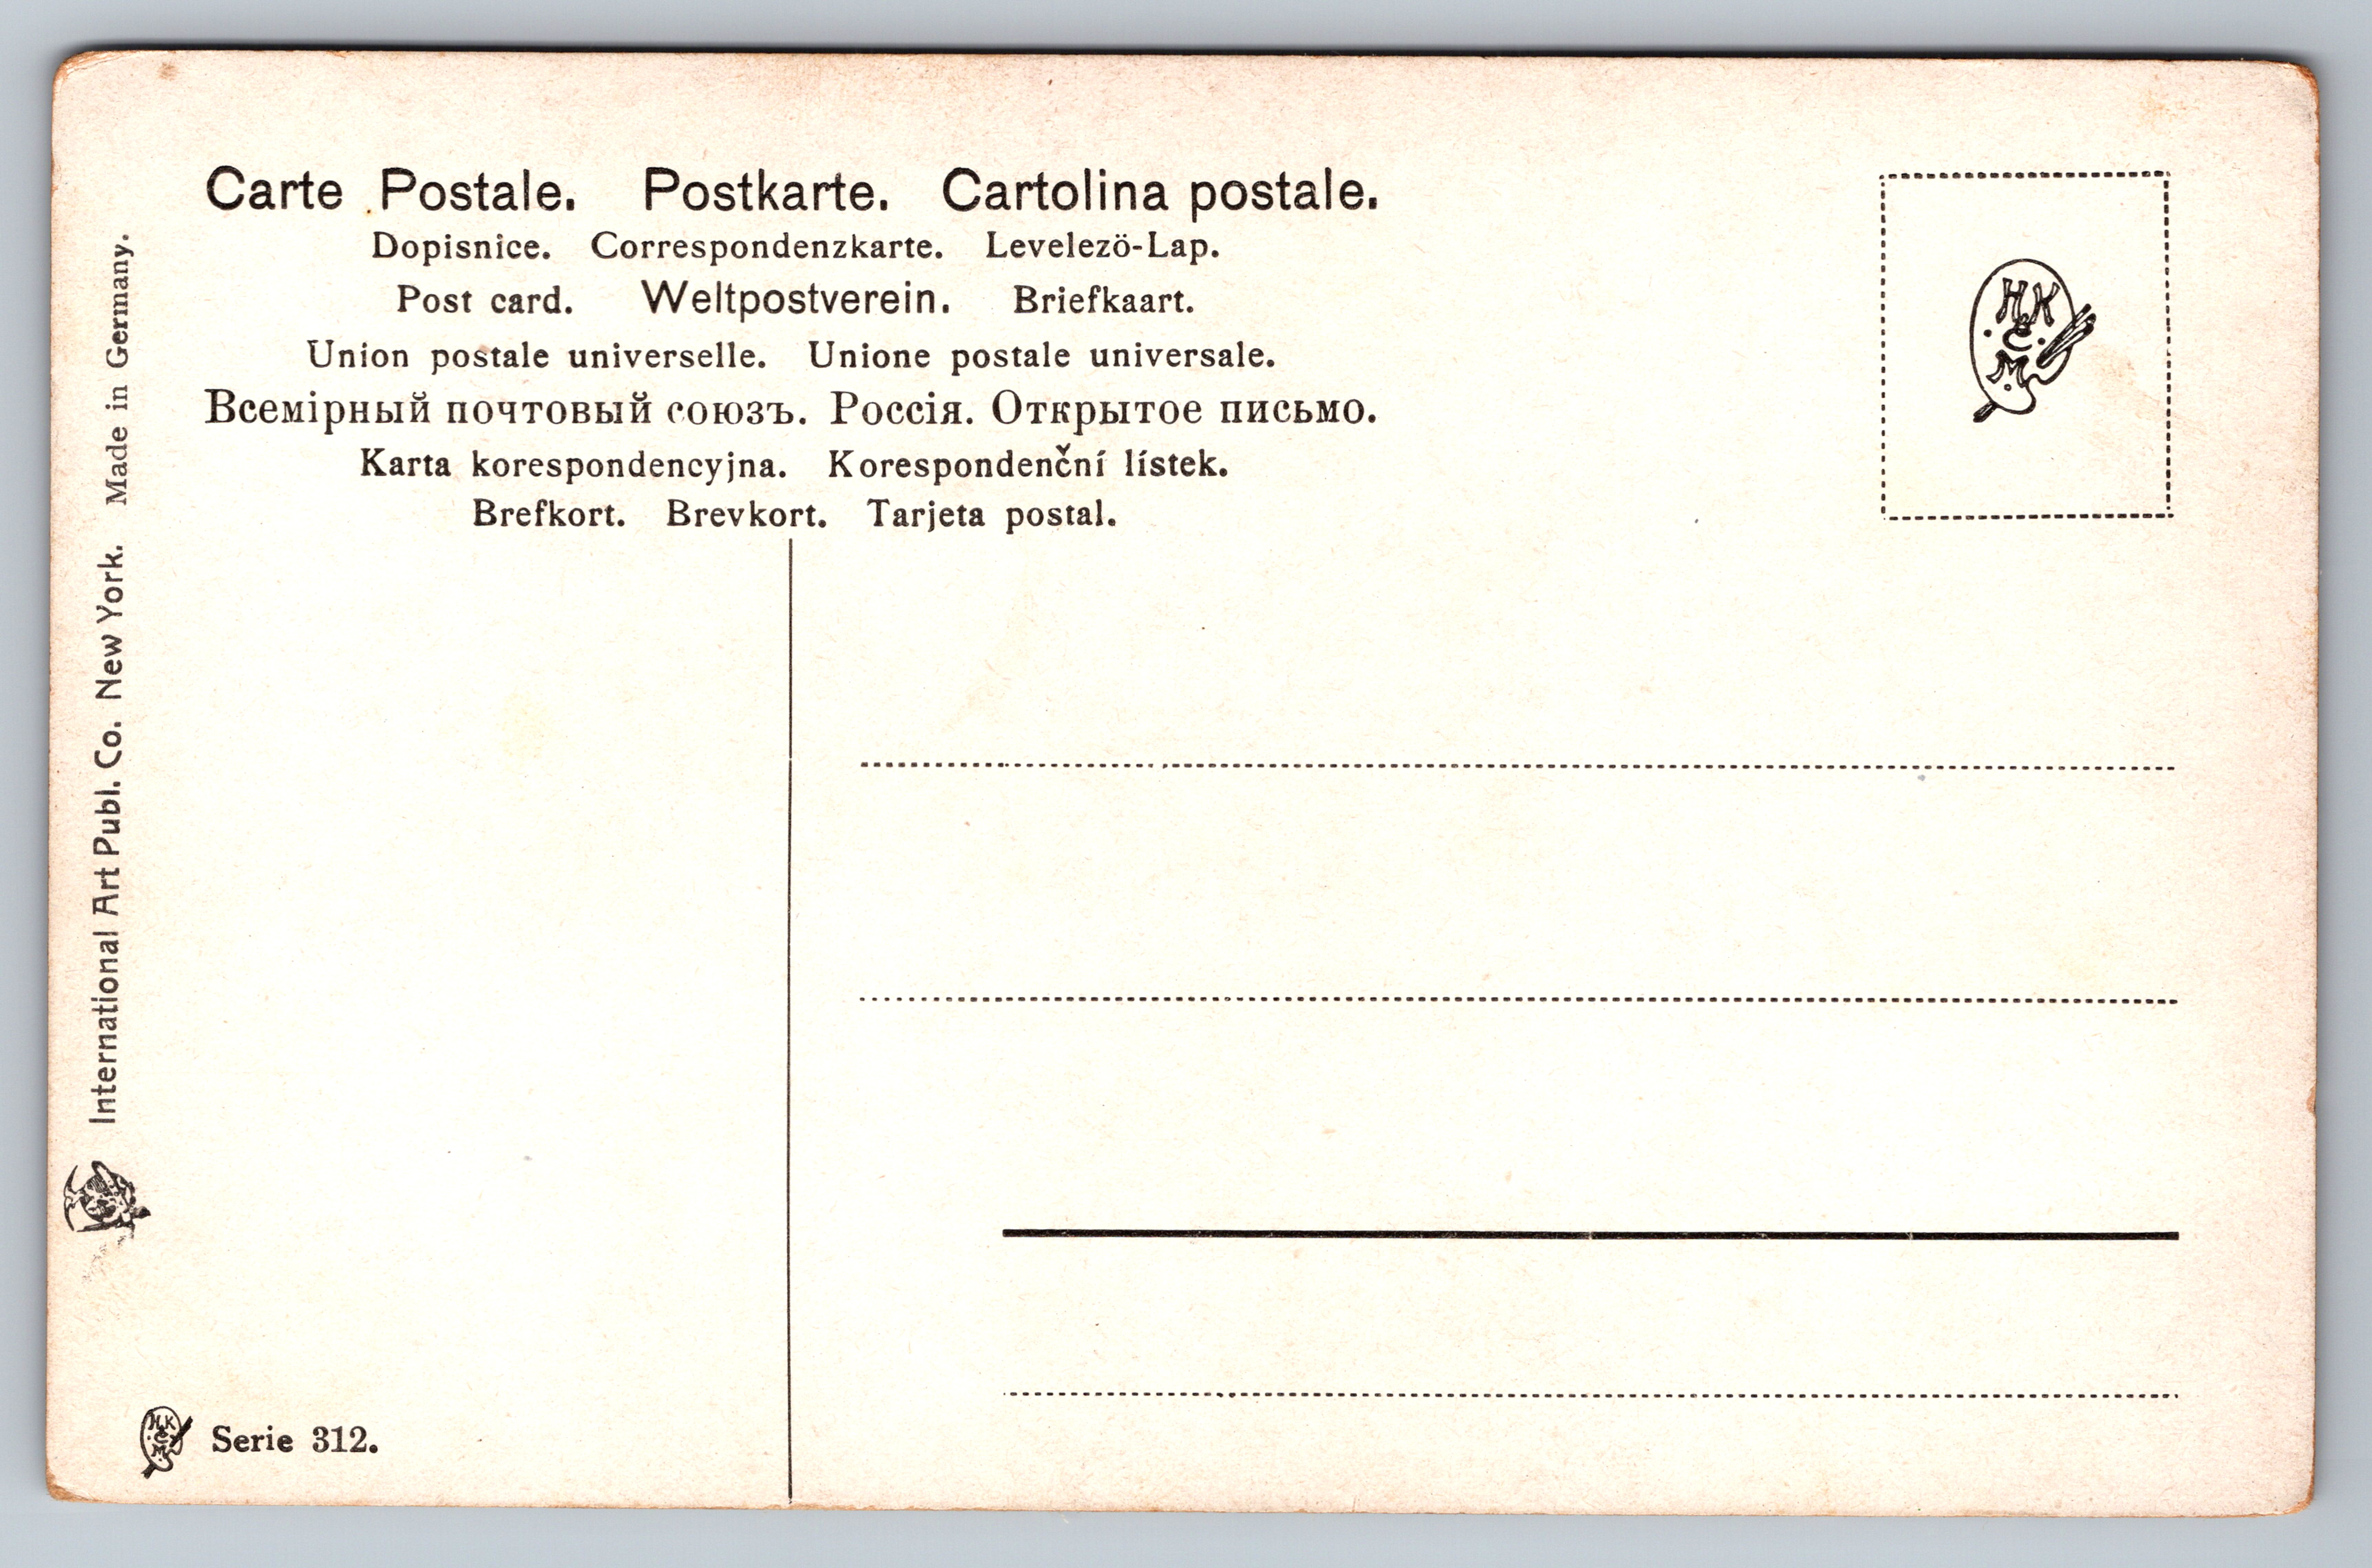 Carte Postale. Postkarte. Cartolina postale.
Dopisnice. Correspondenzkarte. Levelezö-Lap.
Post card. Weltpostverein. Briefkaart.
Union postale universelle. Unione postale universale.
Всемірный почтовый союзъ. Россія. Открытое письмо.
Karta korespondencyjna. Korespondenční lístek.
Brefkort. Brevkort. Tarjeta postal.
H.K
&
C.
M.
International Art Publ. Co. New York. Made in Germany.
H.K
&
C.
M.
Serie 312.